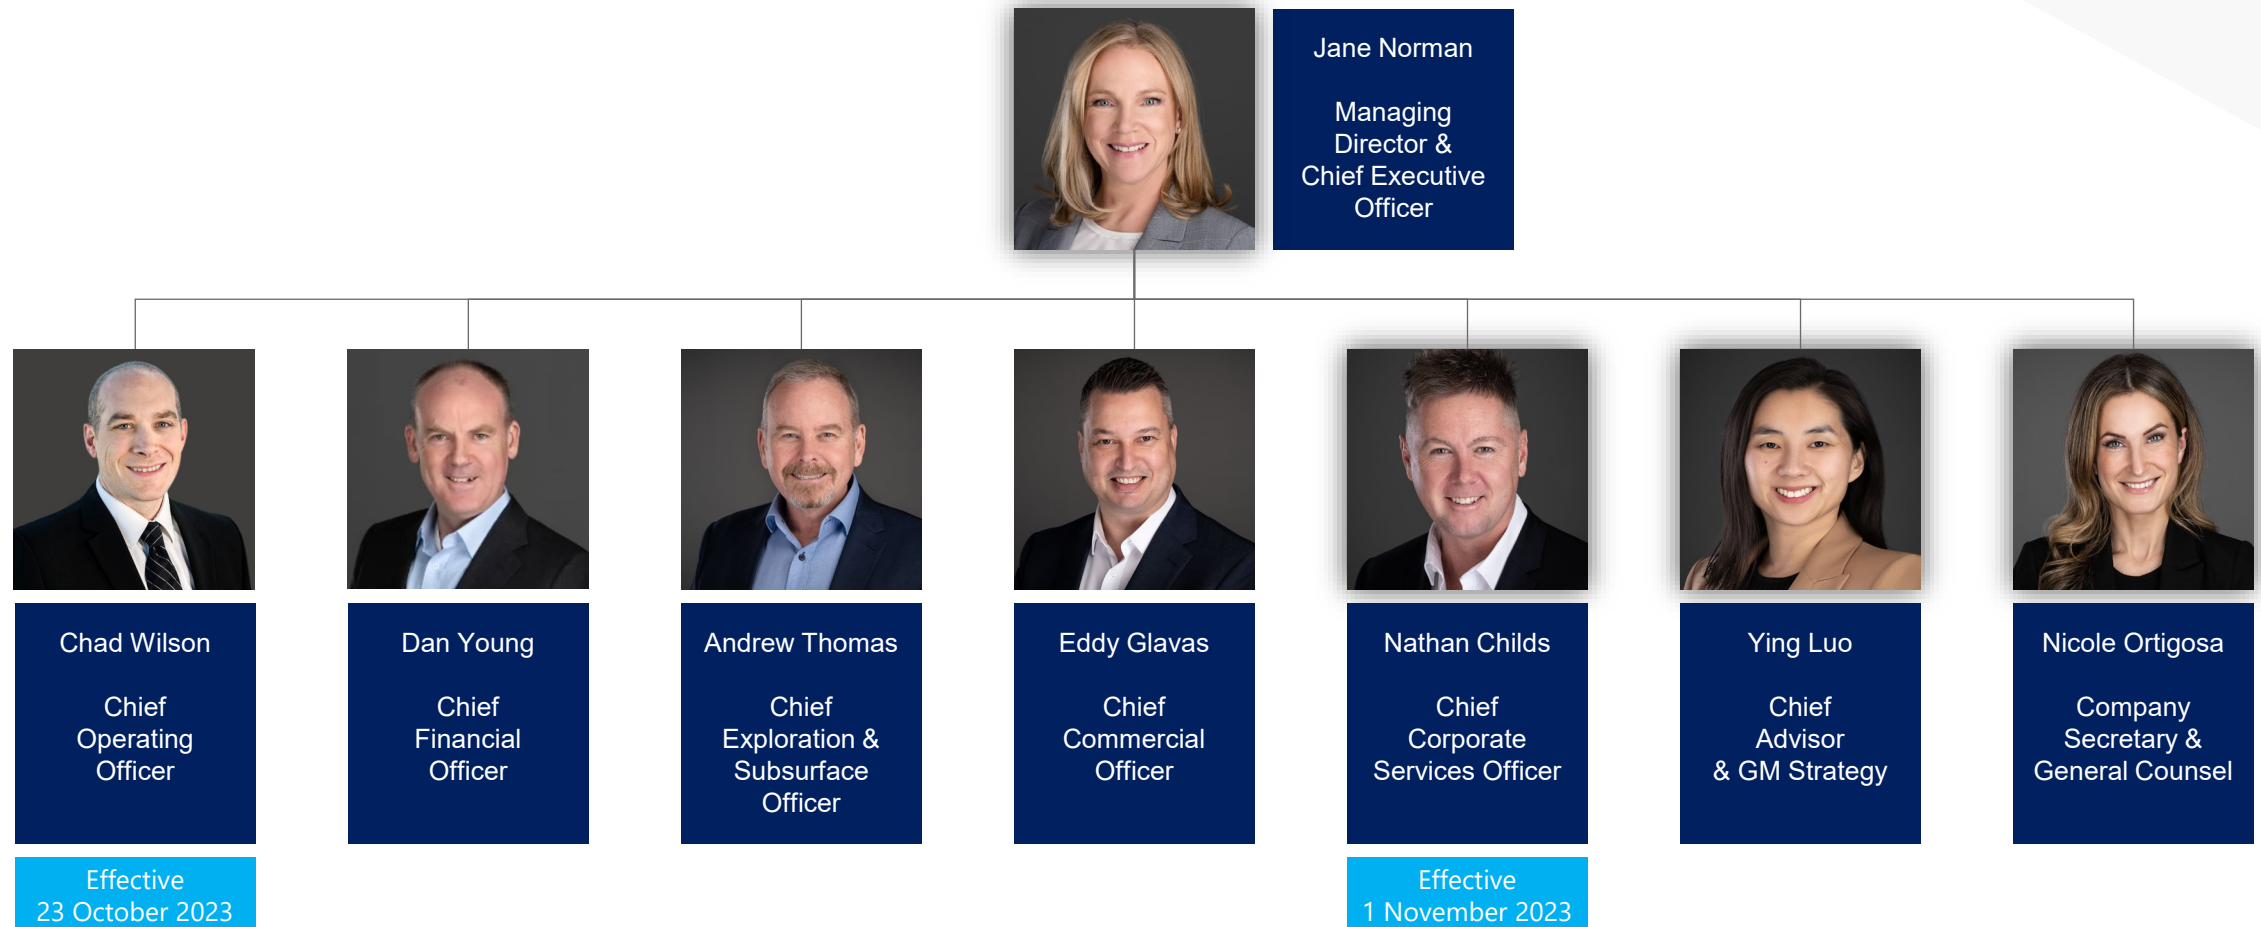 Jane Norman
Managing
Director &
Chief Executive
Officer
Chad Wilson
Chief
Operating
Officer
Effective
23 October 2023
Dan Young
Chief
Financial
Officer
Andrew Thomas
Chief
Exploration &
Subsurface
Officer
Eddy Glavas
Chief
Commercial
Officer
Nathan Childs
Chief
Corporate
Services Officer
Effective
1 November 2023
Ying Luo
Chief
Advisor
& GM Strategy
Nicole Ortigosa
Company
Secretary &
General Counsel